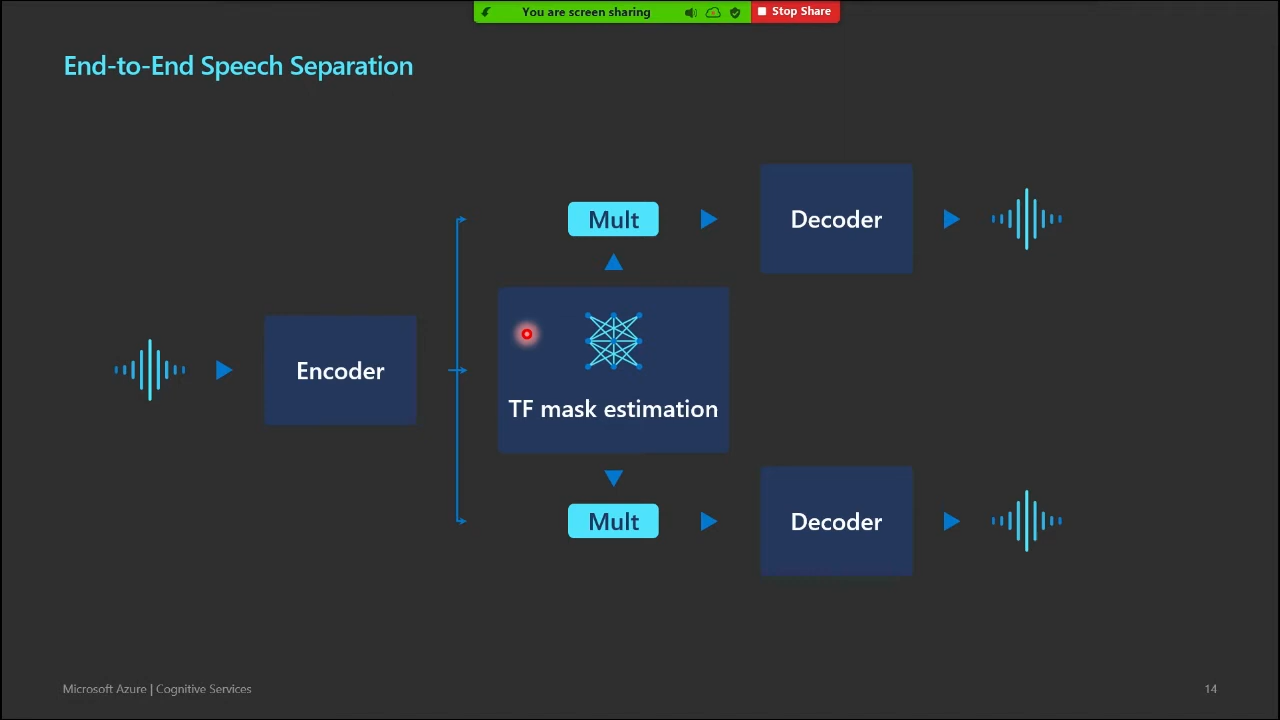 You are screen sharing
Stop Share
End-to-End Speech Separation
Mult
Decoder
Encoder
TF mask estimation
Mult
Decoder
Microsoft Azure | Cognitive Services
14